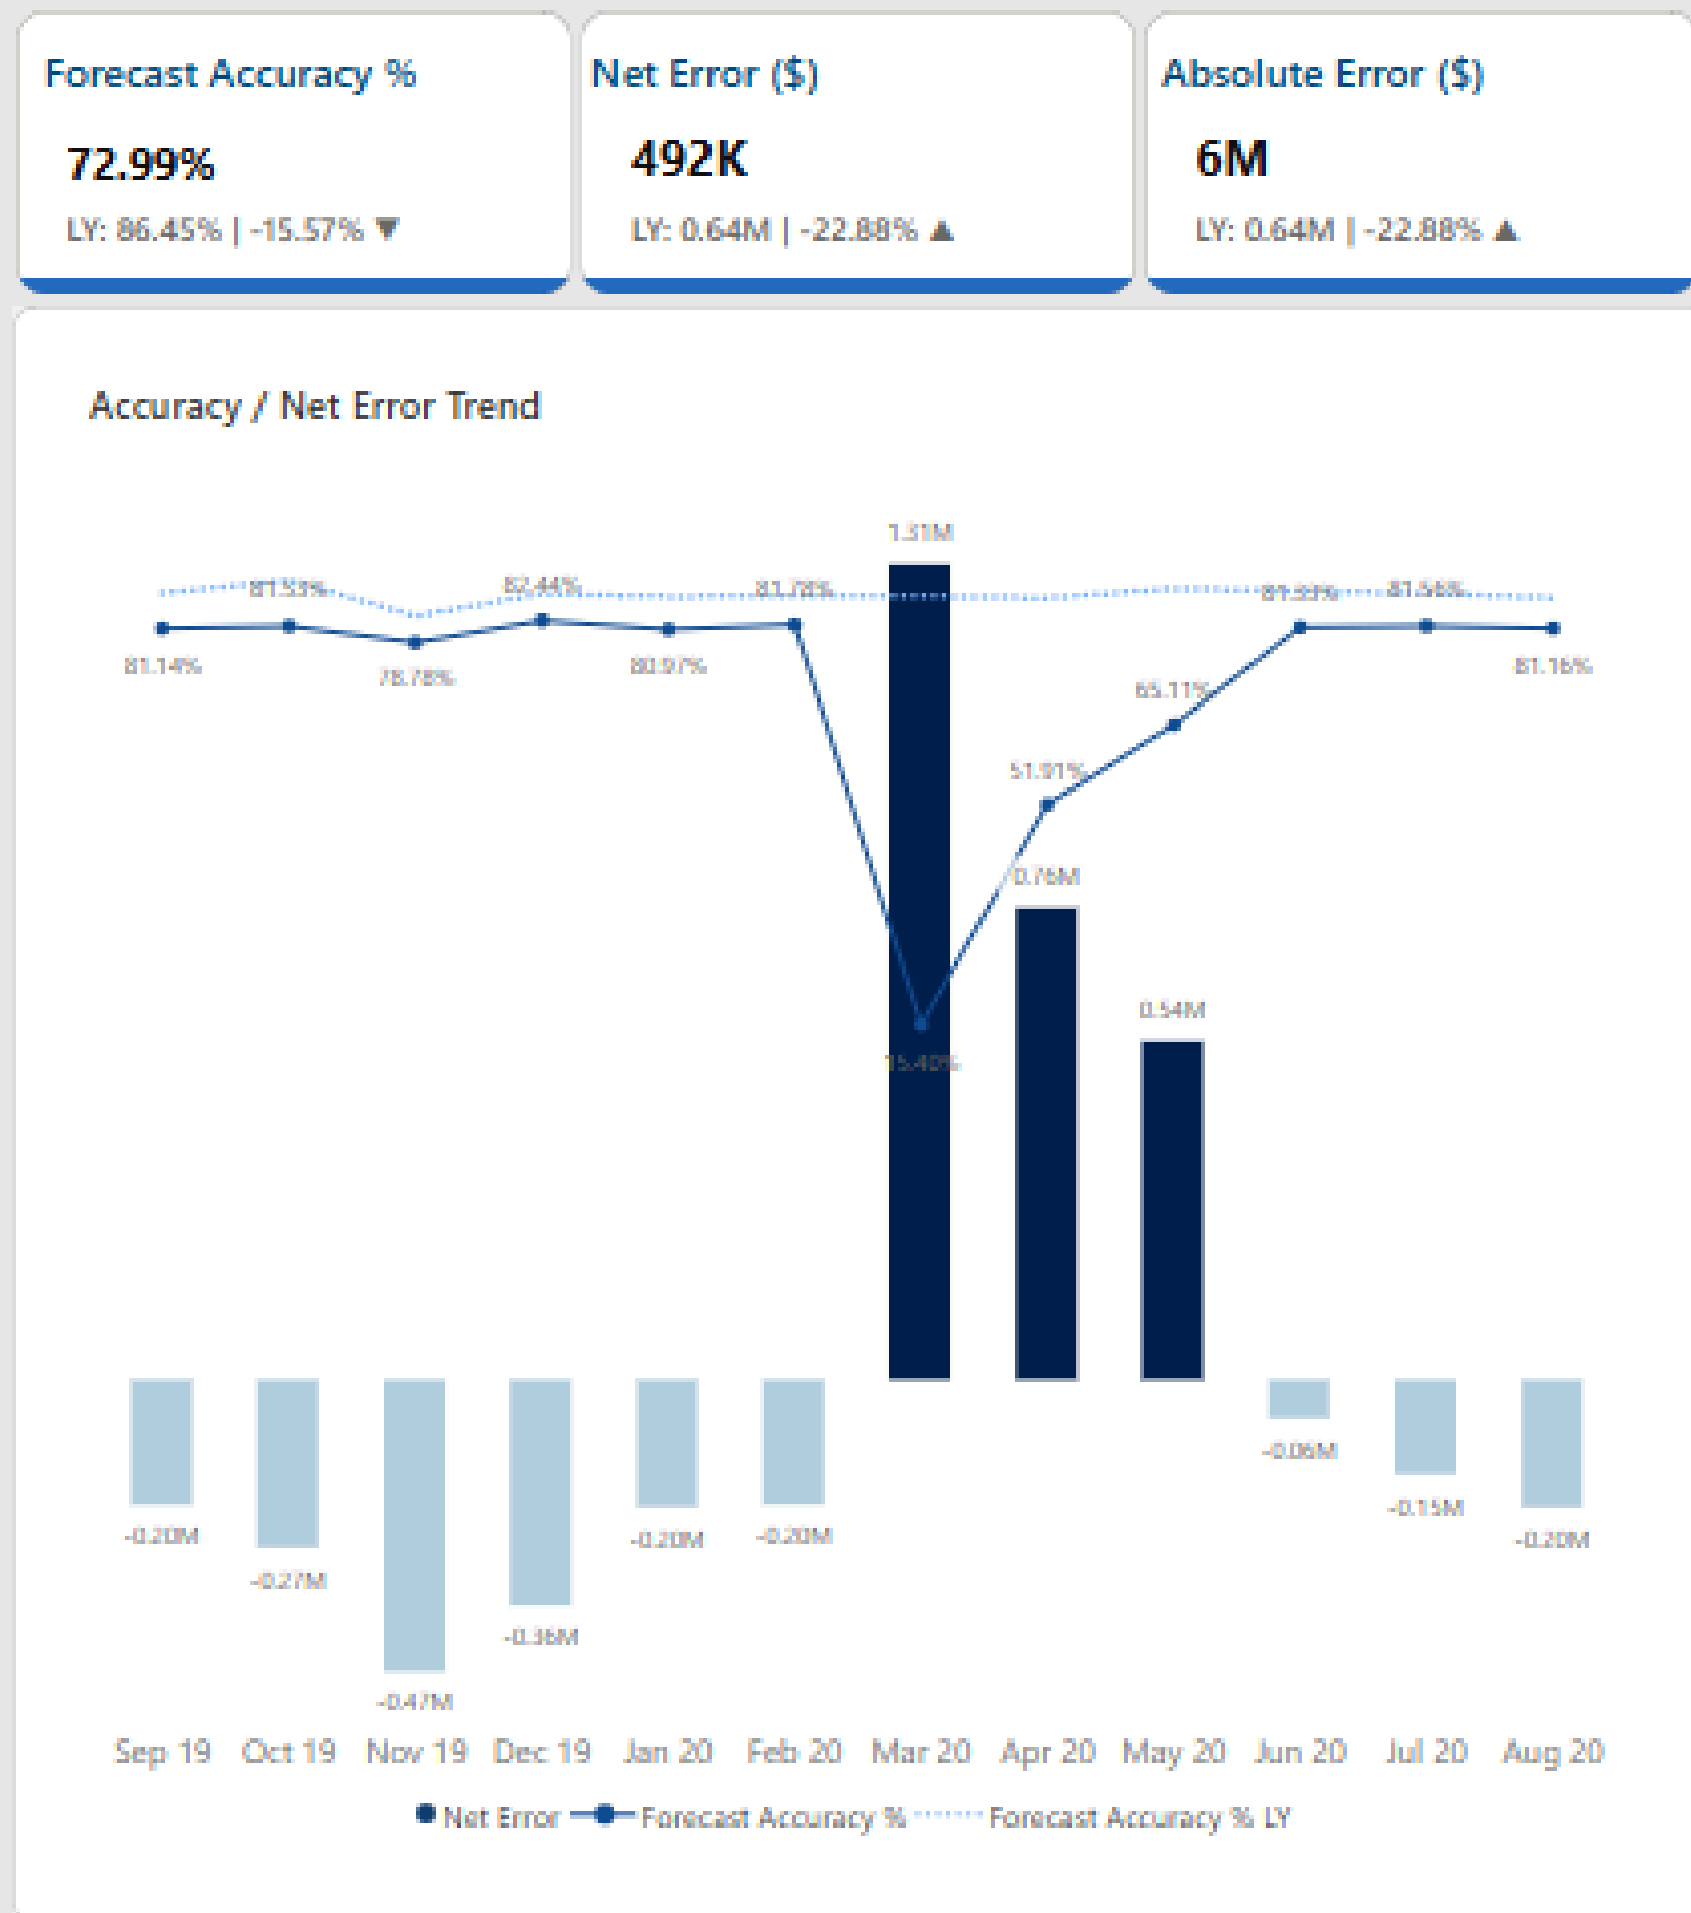 Forecast Accuracy %
72.99%
LY: 86.45% | -15.57% ▼
Net Error ($)
492K
LY: 0.64M | -22.88% ▲
Absolute Error ($)
6M
LY: 0.64M | -22.88% ▲
Accuracy / Net Error Trend
1.31M
81.53%
82.44%
81.78%
81.56%
81.14%
78.78%
80.97%
65.11%
81.16%
51.91%
0.76M
0.54M
15.40%
-0.06M
-0.15M
-0.20M
-0.20M
-0.20M
-0.20M
-0.27M
-0.36M
-0.47M
Sep 19 Oct 19 Nov 19 Dec 19 Jan 20 Feb 20 Mar 20 Apr 20 May 20 Jun 20 Jul 20 Aug 20
Net Error Forecast Accuracy % Forecast Accuracy % LY